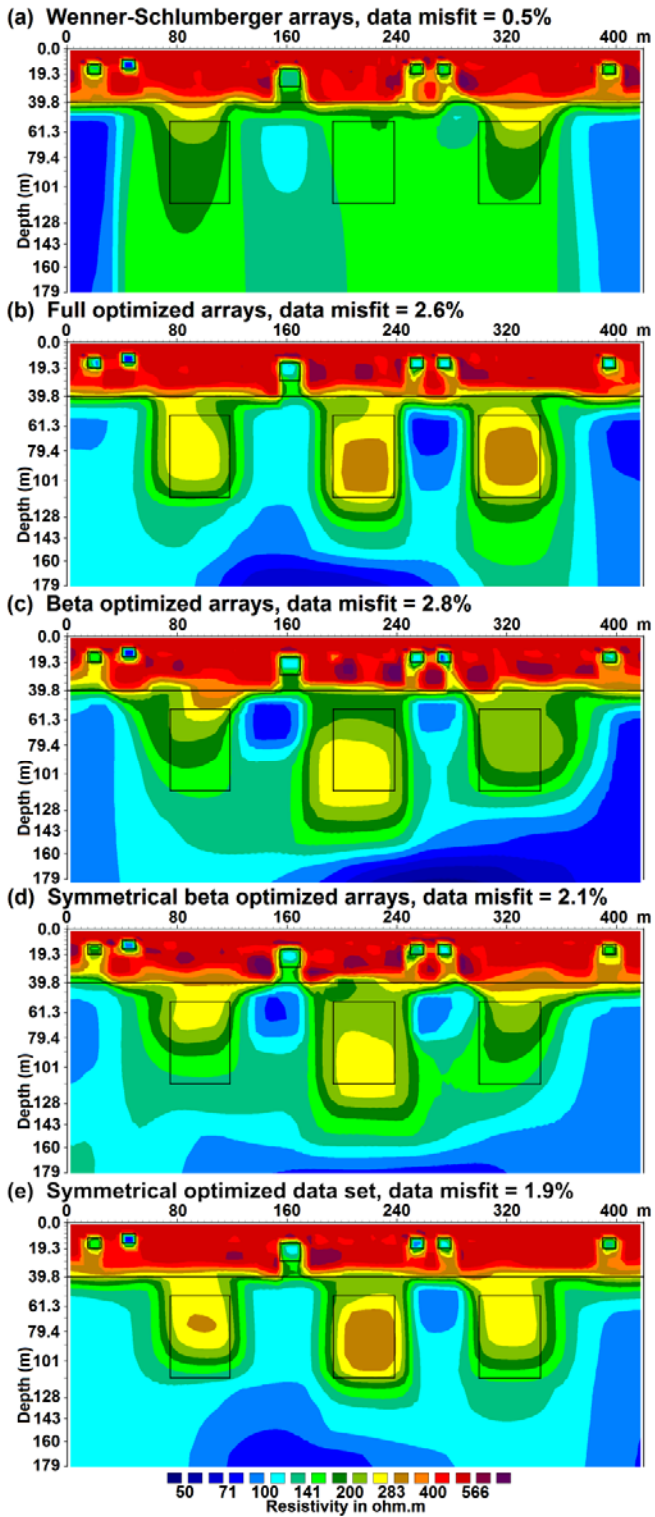 (a) Wenner-Schlumberger arrays, data misfit = 0.5%
0 80 160 240 320 400 m
0.0
19.3
39.8
61.3
79.4
101
128
143
160
179
Depth (m)
(b) Full optimized arrays, data misfit = 2.6%
0 80 160 240 320 400 m
0.0
19.3
39.8
61.3
79.4
101
128
143
160
179
Depth (m)
(c) Beta optimized arrays, data misfit = 2.8%
0 80 160 240 320 400 m
0.0
19.3
39.8
61.3
79.4
101
128
143
160
179
Depth (m)
(d) Symmetrical beta optimized arrays, data misfit = 2.1%
0 80 160 240 320 400 m
0.0
19.3
39.8
61.3
79.4
101
128
143
160
179
Depth (m)
(e) Symmetrical optimized data set, data misfit = 1.9%
0 80 160 240 320 400 m
0.0
19.3
39.8
61.3
79.4
101
128
143
160
179
Depth (m)
50 71 100 141 200 283 400 566
Resistivity in ohm.m